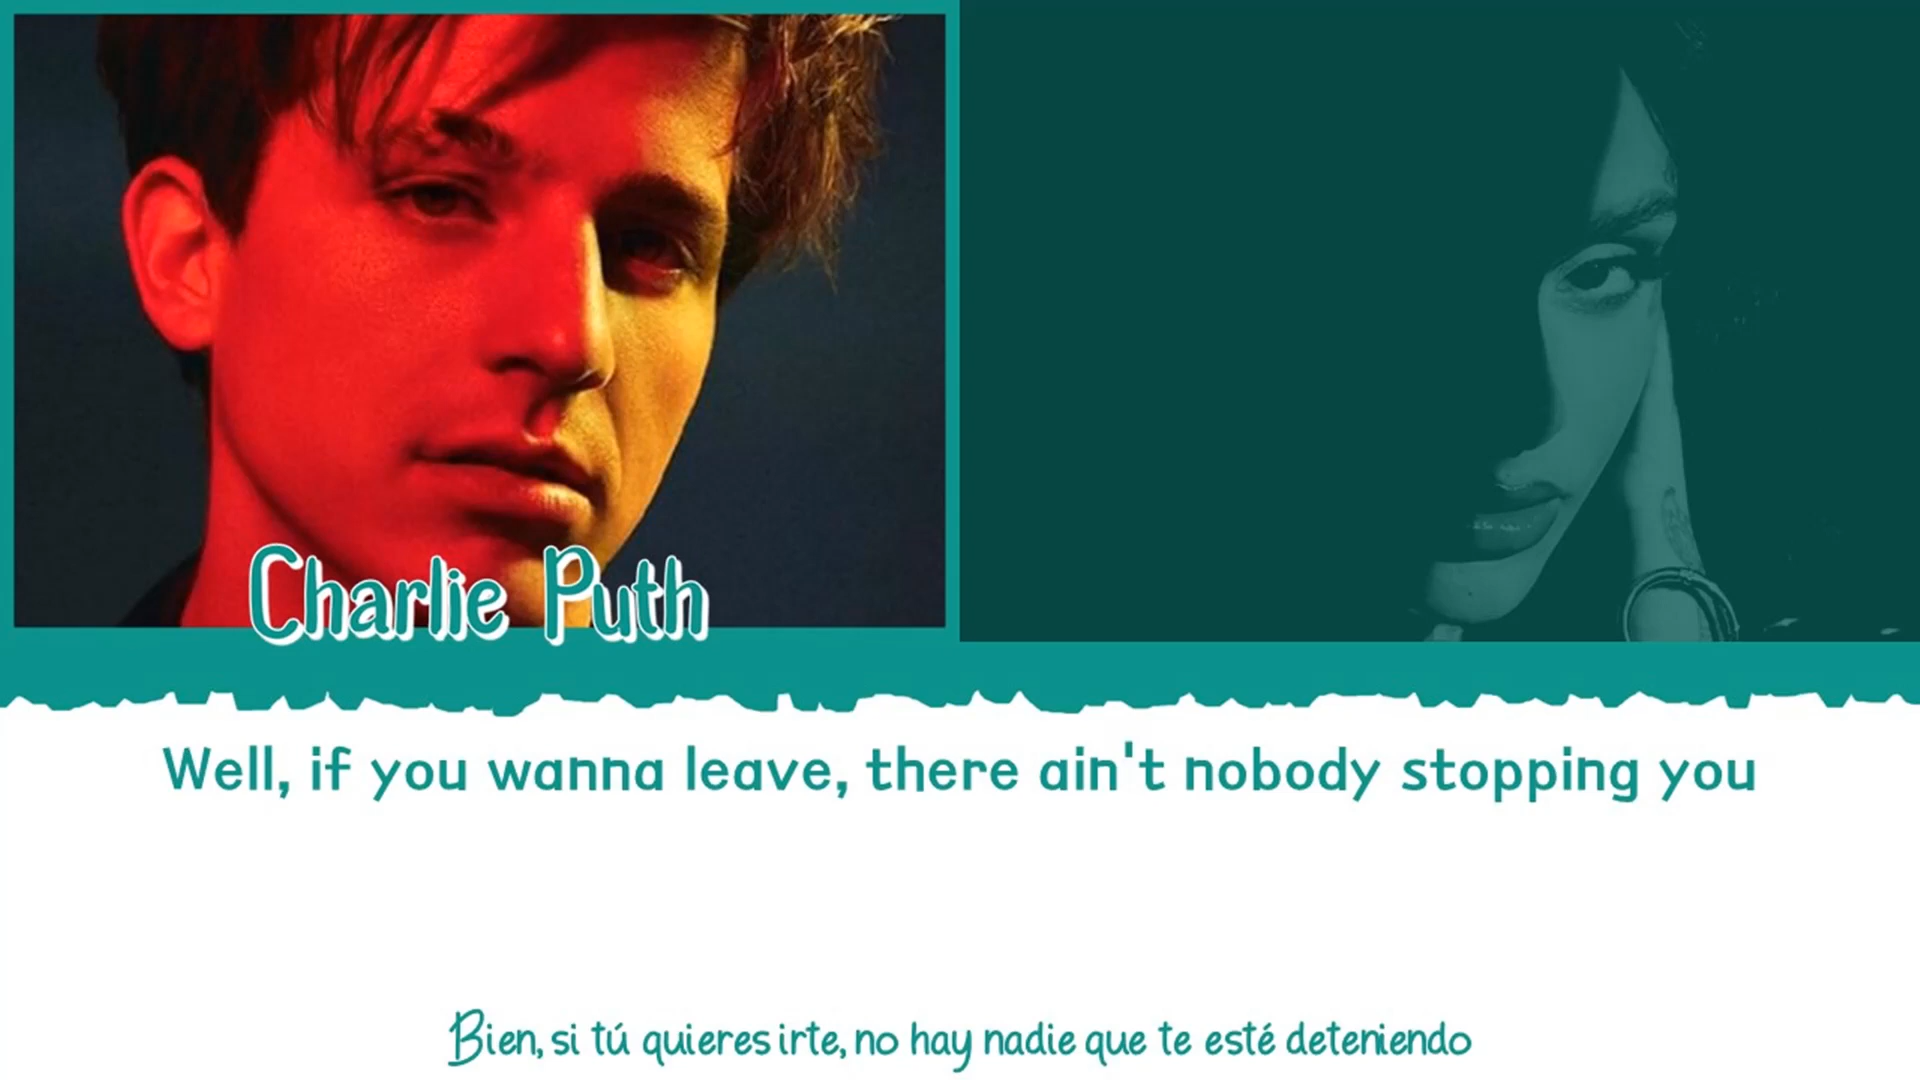 Charlie Puth
Well, if you wanna leave, there ain't nobody stopping you
Bien, si tú quieres irte, no hay nadie que te esté deteniendo